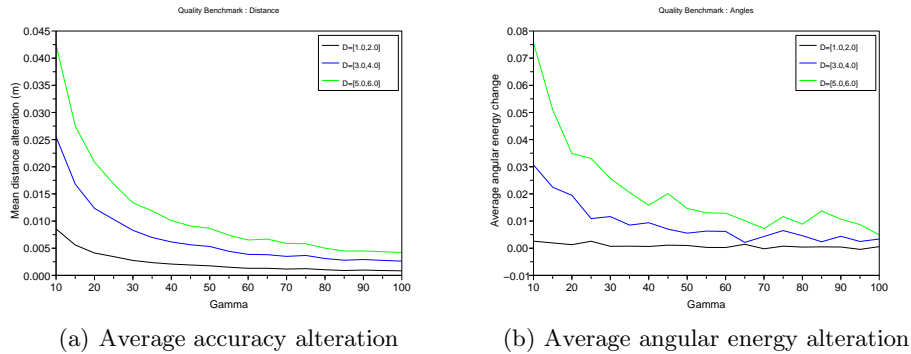 Quality Benchmark : Distance
0.045
0.040
0.035
0.030
0.025
0.020
0.015
0.010
0.005
0.000
Mean distance alteration (m)
10 20 30 40 50 60 70 80 90 100
Gamma
D=[1.0,2.0]
D=[3.0,4.0]
D=[5.0,6.0]
(a) Average accuracy alteration
Quality Benchmark : Angles
0.08
0.07
0.06
0.05
0.04
0.03
0.02
0.01
0.00
−0.01
Average angular energy change
10 20 30 40 50 60 70 80 90 100
Gamma
D=[1.0,2.0]
D=[3.0,4.0]
D=[5.0,6.0]
(b) Average angular energy alteration